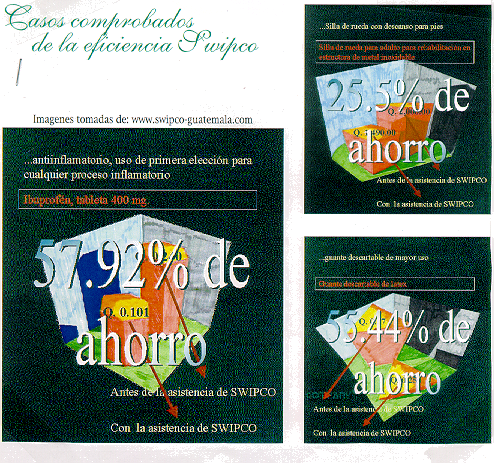 Casos comprobados
de la eficiencia Swipco
Imagenes tomadas de: www.swipco-guatemala.com
...antiinflamatorio, uso de primera elección para
cualquier proceso inflamatorio
Ibuprofén, tableta 400 mg.
57.92% de
Q. 0.101
ahorro
Antes de la asistencia de SWIPCO
Con la asistencia de SWIPCO
...Silla de rueda con descanso para pies
Silla de rueda para adulto para rehabilitación en
estructura de metal inoxidable
25.5% de
ahorro
Antes de la asistencia de SWIPCO
Con la asistencia de SWIPCO
...guante descartable de mayor uso
Guante descartable de latex
55.44% de
ahorro
Antes de la asistencia de SWIPCO
Con la asistencia de SWIPCO